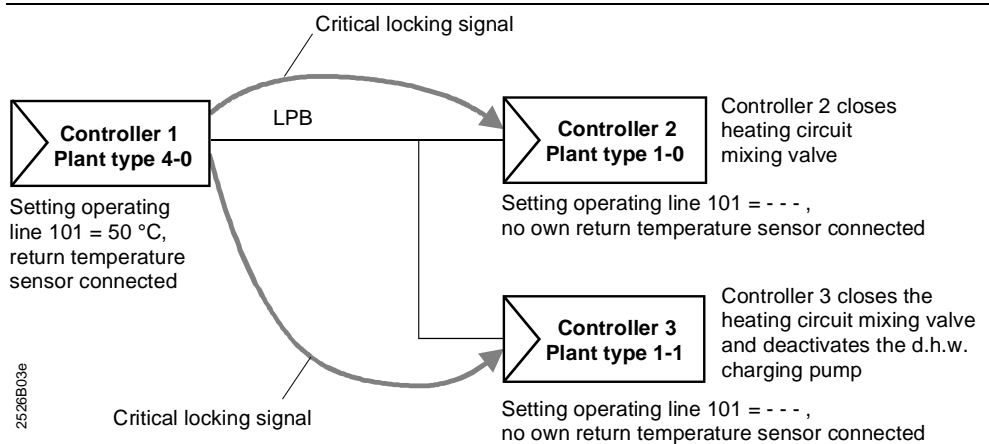 Critical locking signal
LPB
Controller 1
Plant type 4-0
Setting operating
line 101 = 50 °C,
return temperature
sensor connected
Controller 2
Plant type 1-0
Controller 2 closes
heating circuit
mixing valve
Setting operating line 101 = - - - ,
no own return temperature sensor connected
Controller 3
Plant type 1-1
Controller 3 closes the
heating circuit mixing valve
and deactivates the d.h.w.
charging pump
Setting operating line 101 = - - - ,
no own return temperature sensor connected
Critical locking signal
2526B03e